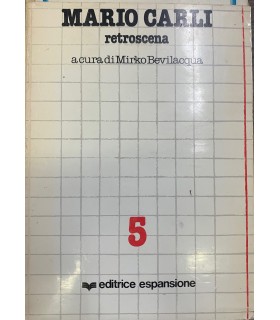 MARIO CARLI
retroscena
a cura di Mirko Bevilacqua
5
editrice espansione